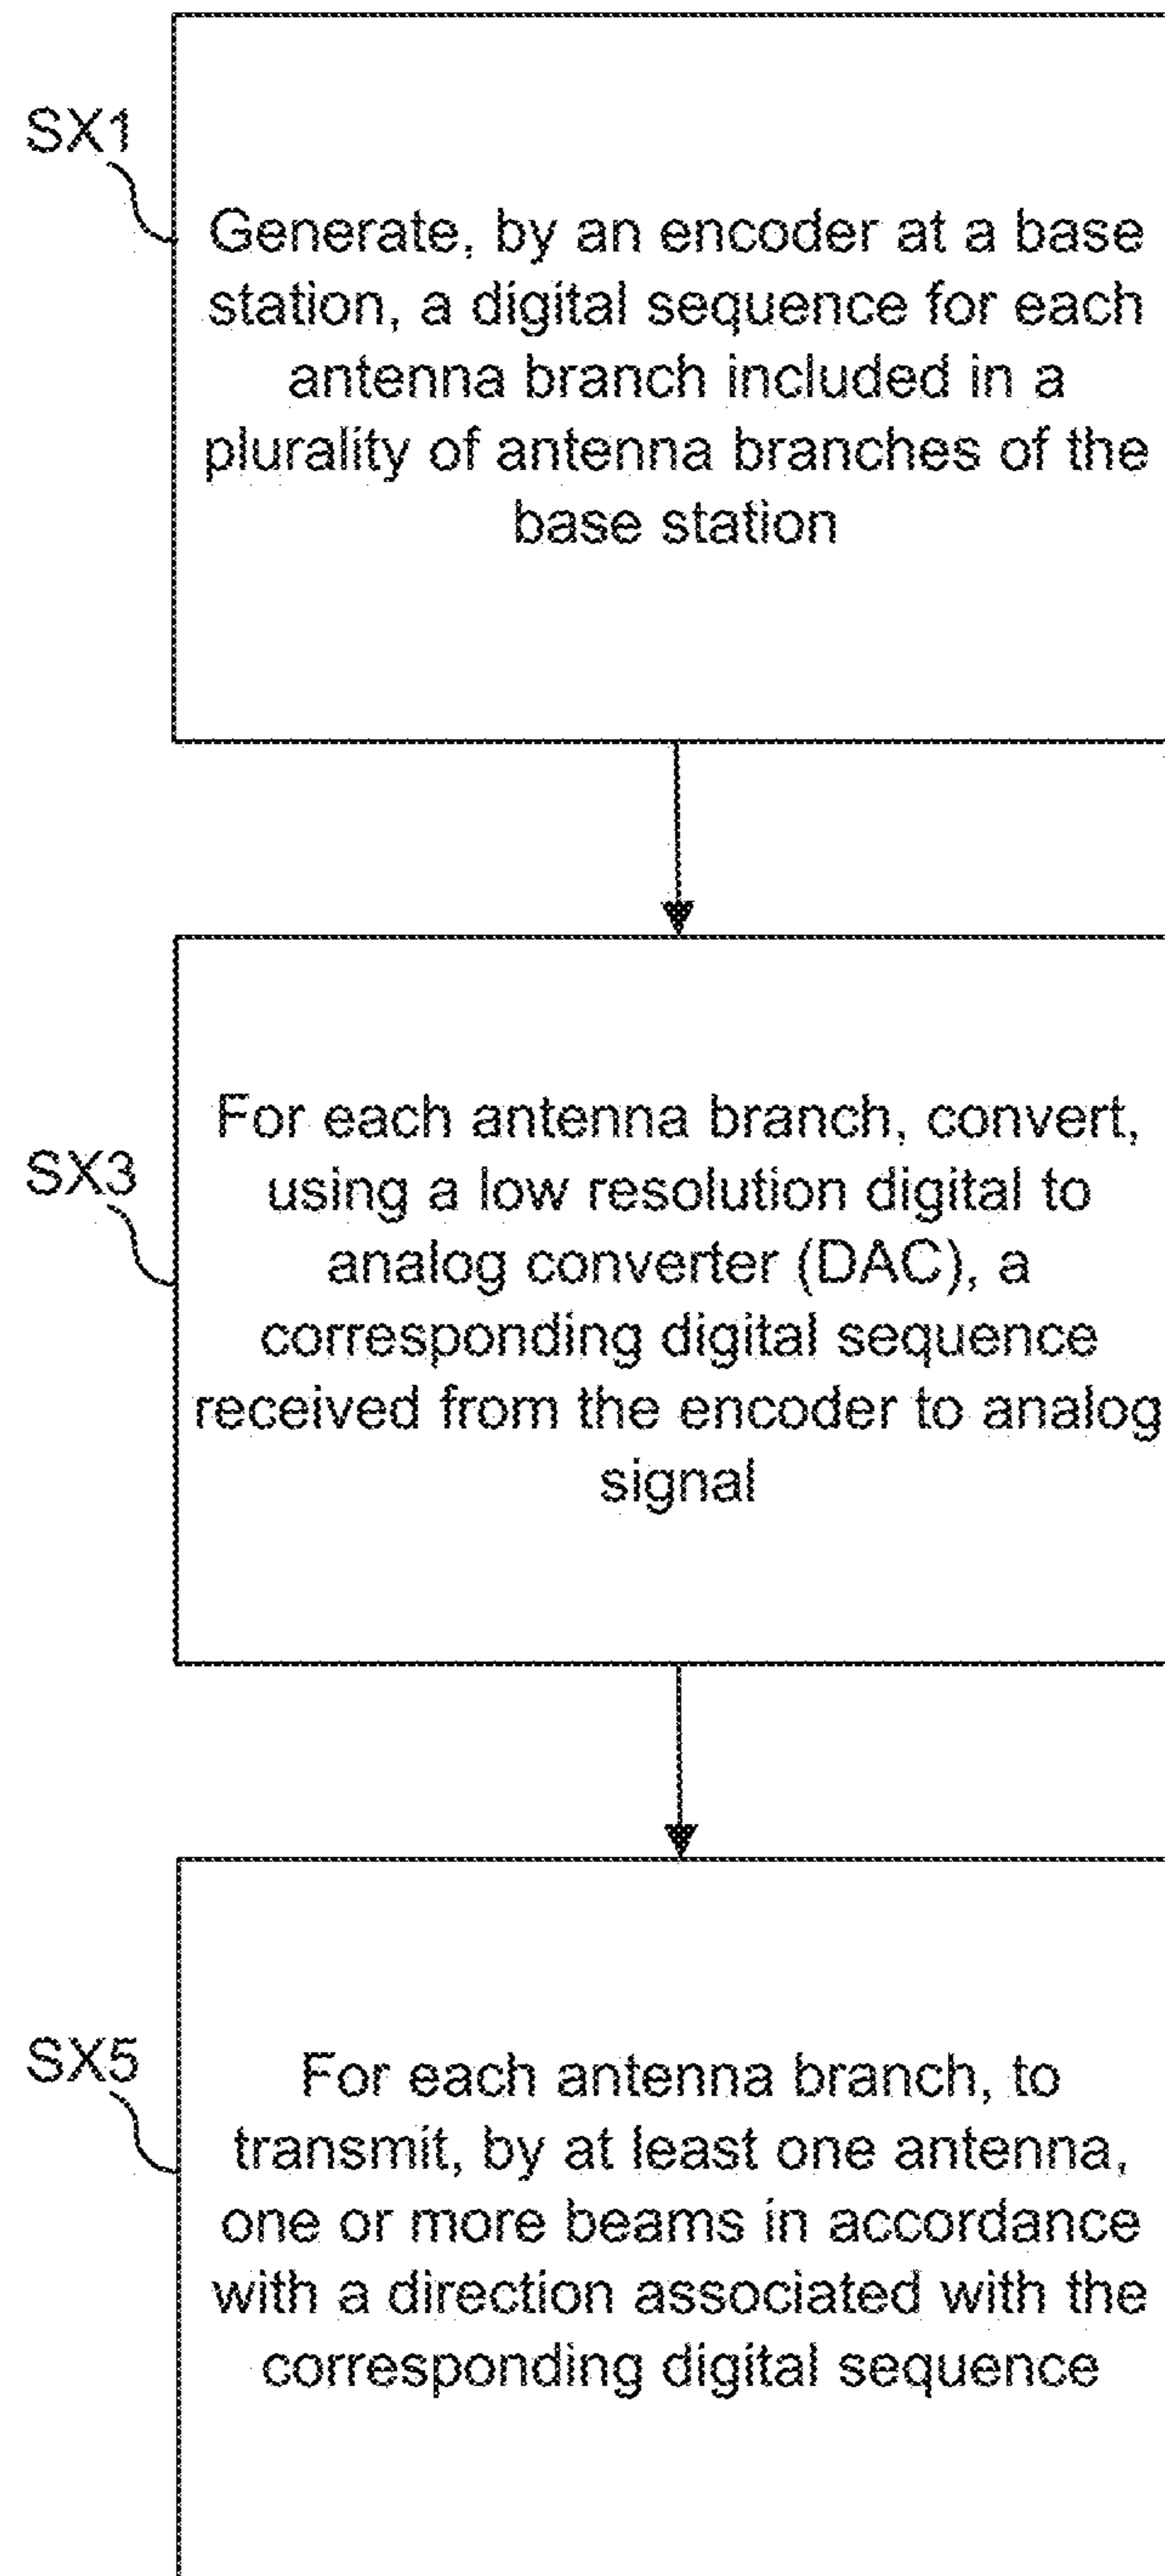 SX1
Generate, by an encoder at a base
station, a digital sequence for each
antenna branch included in a
plurality of antenna branches of the
base station
SX3
For each antenna branch, convert,
using a low resolution digital to
analog converter (DAC), a
corresponding digital sequence
received from the encoder to analog
signal
SX5
For each antenna branch, to
transmit, by at least one antenna,
one or more beams in accordance
with a direction associated with the
corresponding digital sequence